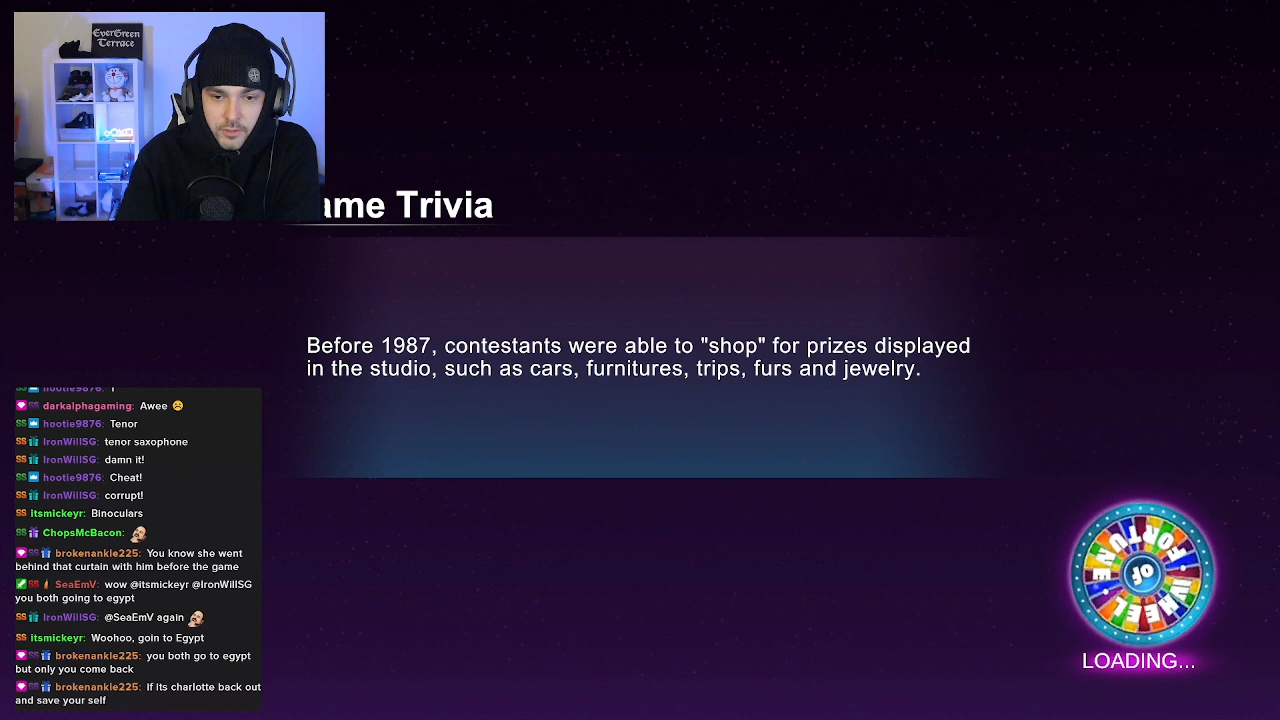 EverGreen
Terrace
ame Trivia
Before 1987, contestants were able to "shop" for prizes displayed
in the studio, such as cars, furnitures, trips, furs and jewelry.
hootie9876:
darkalphagaming: Awee
hootie9876: Tenor
IronWillSG: tenor saxophone
IronWillSG: damn it!
hootie9876: Cheat!
IronWillSG: corrupt!
itsmickeyr: Binoculars
ChopsMcBacon:
brokenankle225: You know she went
behind that curtain with him before the game
SeaEmV: wow @itsmickeyr @IronWillSG
you both going to egypt
IronWillSG: @SeaEmV again
itsmickeyr: Woohoo, goin to Egypt
brokenankle225: you both go to egypt
but only you come back
brokenankle225: If its charlotte back out
and save your self
WHEEL OF FORTUNE
LOADING...